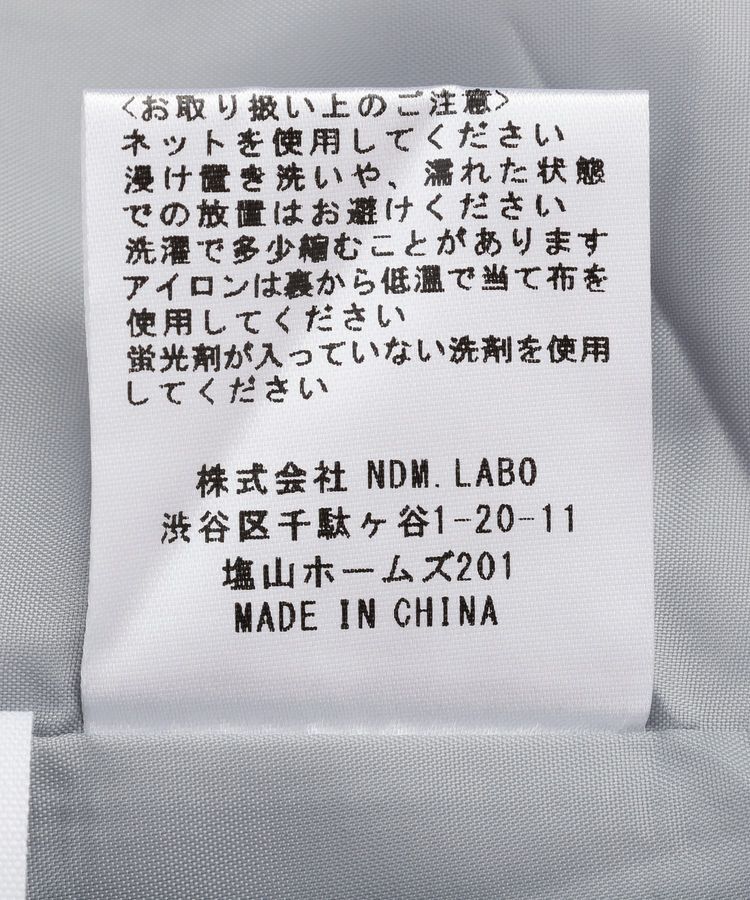 <お取り扱い上のご注意>
ネットを使用してください
浸け置き洗いや、濡れた状態
での放置はお避けください
洗濯で多少縮むことがあります
アイロンは裏から低温で当て布を
使用してください
蛍光剤が入っていない洗剤を使用
してください
株式会社 NDM.LABO
渋谷区千駄ヶ谷1-20-11
塩山ホームズ201
MADE IN CHINA